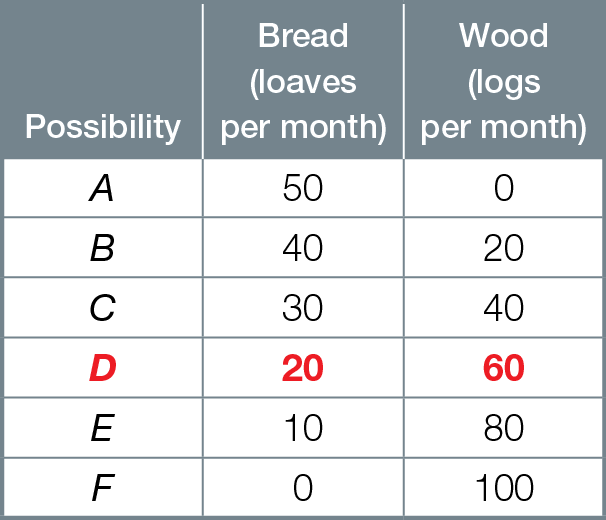 Bread Wood
(loaves (logs
Possibility per month) per month)
A 50 0
B 40 20
C 30 40
D 20 60
E 10 80
F 0 100